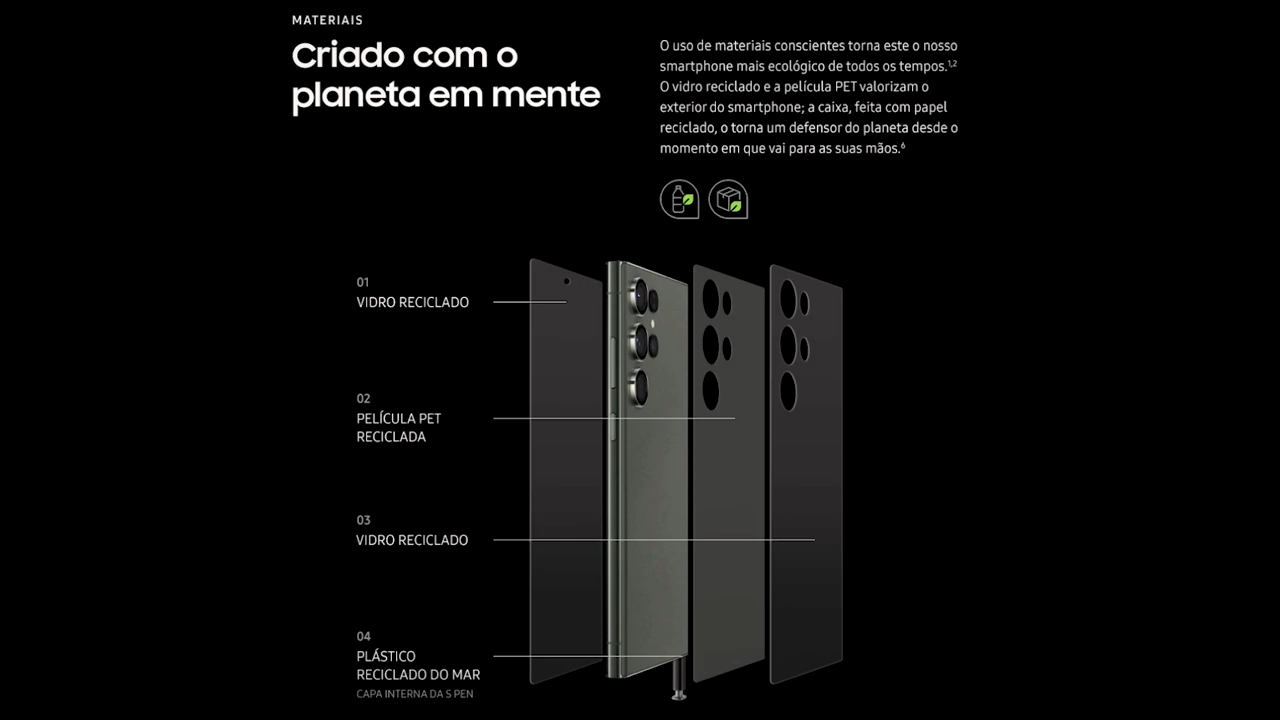 MATERIAIS
Criado com o
planeta em mente
O uso de materiais conscientes torna este o nosso
smartphone mais ecológico de todos os tempos.¹,²
O vidro reciclado e a película PET valorizam o
exterior do smartphone; a caixa, feita com papel
reciclado, o torna um defensor do planeta desde o
momento em que vai para as suas mãos.⁶
01
VIDRO RECICLADO
02
PELÍCULA PET
RECICLADA
03
VIDRO RECICLADO
04
PLÁSTICO
RECICLADO DO MAR
CAPA INTERNA DA S PEN